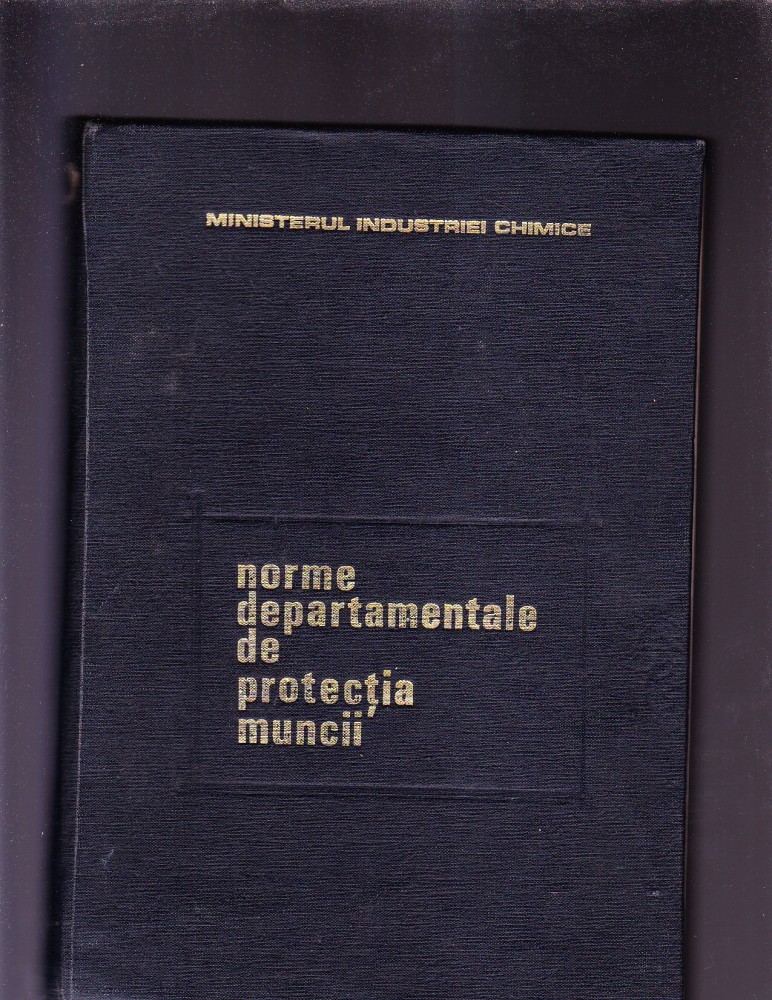 MINISTERUL INDUSTRIEI CHIMICE
norme
departamentale
de
protecția
muncii